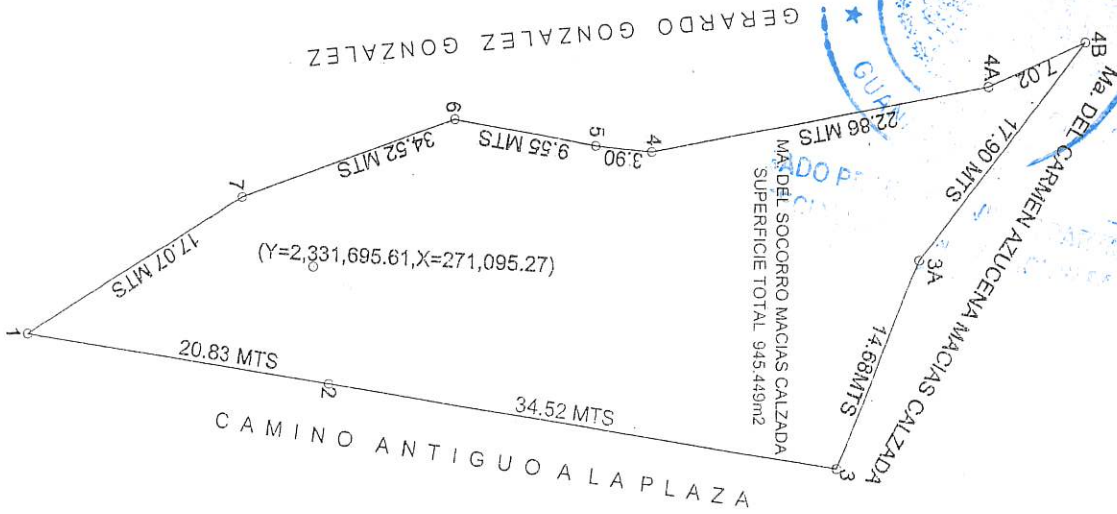 GERARDO GONZALEZ GONZALEZ
GUA
4B
7.02
4A
22.86 MTS
4
3.90
5
9.55 MTS
6
34.52 MTS
7
17.07 MTS
1
20.83 MTS
2
34.52 MTS
3
14.68MTS
3A
17.90 MTS
Ma. DEL CARMEN AZUCENA MACIAS CALZADA
MA. DEL SOCORRO MACIAS CALZADA
SUPERFICIE TOTAL 945.449m2
ADO P
(Y=2,331,695.61,X=271,095.27)
CAMINO ANTIGUO A LA PLAZA